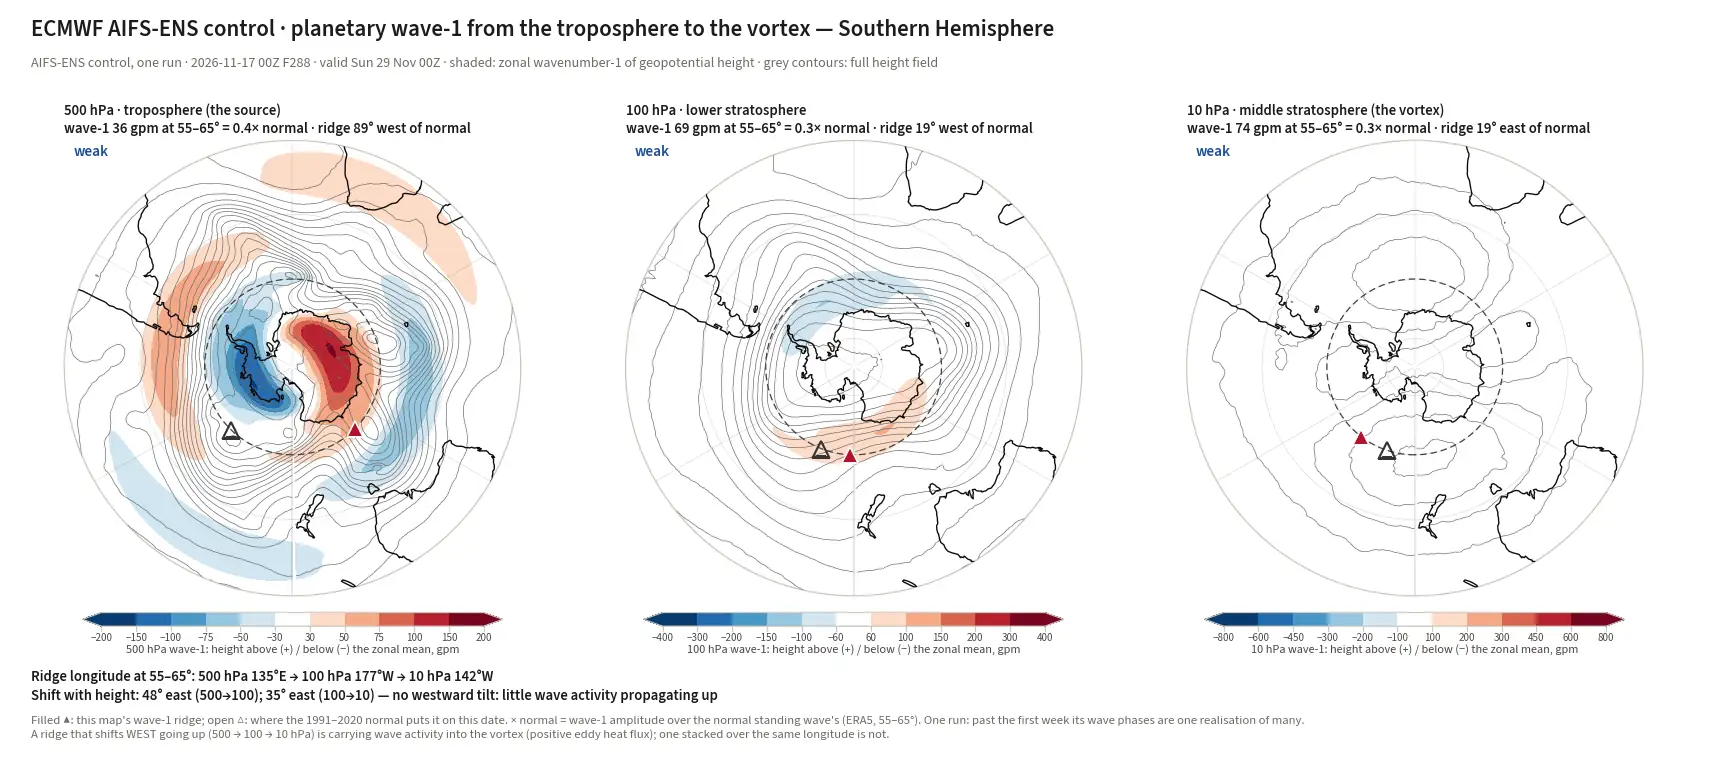 ECMWF AIFS-ENS control · planetary wave-1 from the troposphere to the vortex — Southern Hemisphere
AIFS-ENS control, one run · 2026-11-17 00Z F288 · valid Sun 29 Nov 00Z · shaded: zonal wavenumber-1 of geopotential height · grey contours: full height field
500 hPa · troposphere (the source)
wave-1 36 gpm at 55–65° = 0.4× normal · ridge 89° west of normal
weak
100 hPa · lower stratosphere
wave-1 69 gpm at 55–65° = 0.3× normal · ridge 19° west of normal
weak
10 hPa · middle stratosphere (the vortex)
wave-1 74 gpm at 55–65° = 0.3× normal · ridge 19° east of normal
weak
−200 −150 −100 −75 −50 −30 30 50 75 100 150 200
500 hPa wave-1: height above (+) / below (−) the zonal mean, gpm
−400 −300 −200 −150 −100 −60 60 100 150 200 300 400
100 hPa wave-1: height above (+) / below (−) the zonal mean, gpm
−800 −600 −450 −300 −200 −100 100 200 300 450 600 800
10 hPa wave-1: height above (+) / below (−) the zonal mean, gpm
Ridge longitude at 55–65°: 500 hPa 135°E → 100 hPa 177°W → 10 hPa 142°W
Shift with height: 48° east (500→100); 35° east (100→10) — no westward tilt: little wave activity propagating up
Filled ▲: this map's wave-1 ridge; open △: where the 1991–2020 normal puts it on this date. × normal = wave-1 amplitude over the normal standing wave's (ERA5, 55–65°). One run: past the first week its wave phases are one realisation of many.
A ridge that shifts WEST going up (500 → 100 → 10 hPa) is carrying wave activity into the vortex (positive eddy heat flux); one stacked over the same longitude is not.